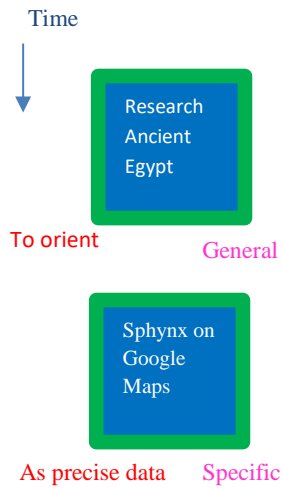 Time
Research
Ancient
Egypt
To orient
General
Sphynx on
Google
Maps
As precise data
Specific